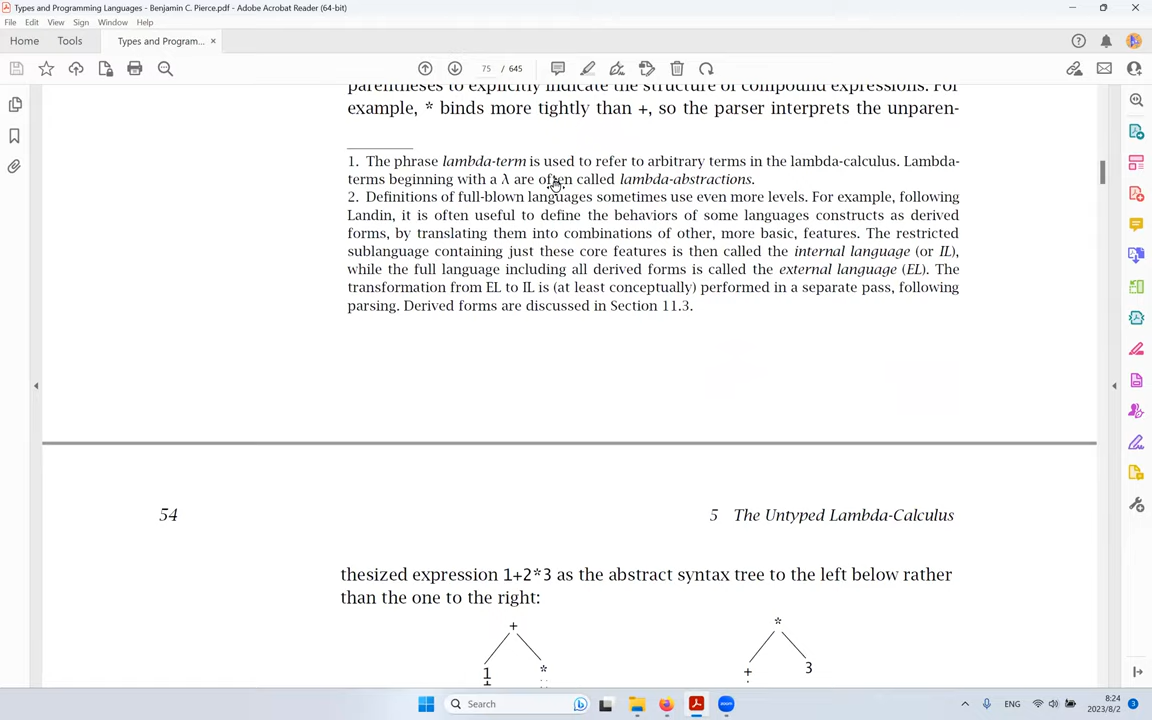 Types and Programming Languages - Benjamin C. Pierce.pdf - Adobe Acrobat Reader (64-bit)
File Edit View Sign Window Help
Home Tools Types and Program... ×
75 / 645
parentheses to explicitly indicate the structure of compound expressions. For
example, * binds more tightly than +, so the parser interprets the unparen-
1. The phrase lambda-term is used to refer to arbitrary terms in the lambda-calculus. Lambda-
terms beginning with a λ are often called lambda-abstractions.
2. Definitions of full-blown languages sometimes use even more levels. For example, following
Landin, it is often useful to define the behaviors of some languages constructs as derived
forms, by translating them into combinations of other, more basic, features. The restricted
sublanguage containing just these core features is then called the internal language (or IL),
while the full language including all derived forms is called the external language (EL). The
transformation from EL to IL is (at least conceptually) performed in a separate pass, following
parsing. Derived forms are discussed in Section 11.3.
54 5 The Untyped Lambda-Calculus
thesized expression 1+2*3 as the abstract syntax tree to the left below rather
than the one to the right:
+ *
1 * + 3
Search
zoom
ENG
8:24
2023/8/2
3